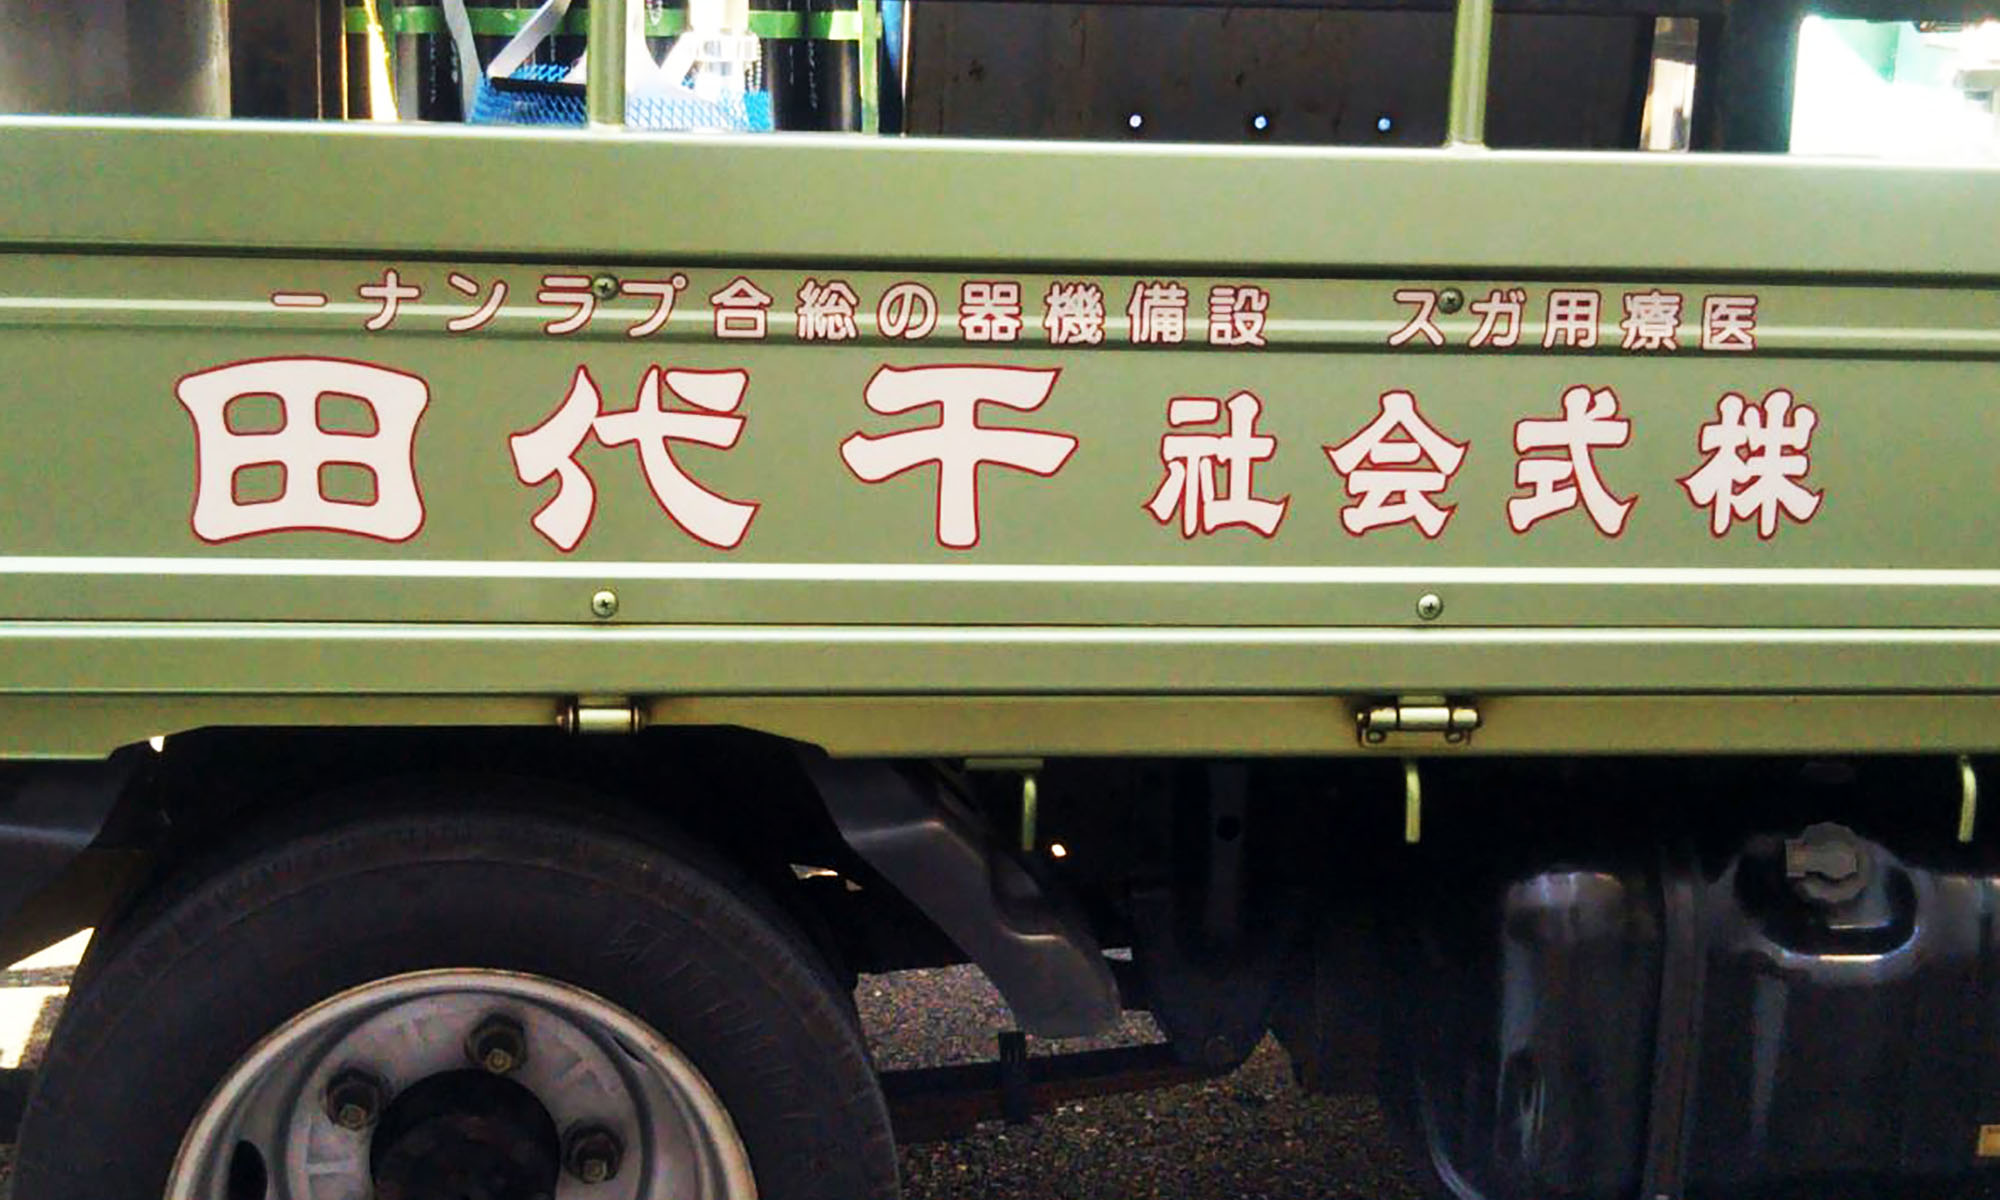 医療用ガス 設備機器の総合プランナー
株式会社千代田